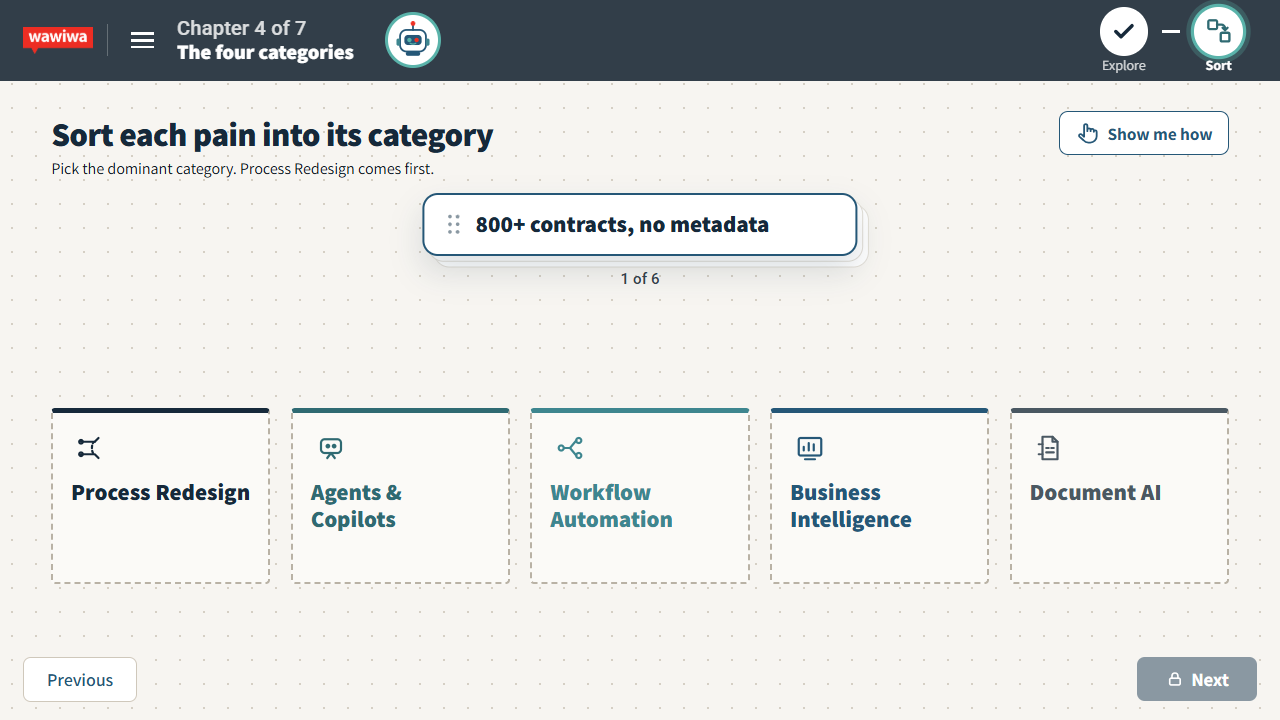 wawiwa
Chapter 4 of 7
The four categories
Explore
Sort
Sort each pain into its category
Pick the dominant category. Process Redesign comes first.
Show me how
800+ contracts, no metadata
1 of 6
Process Redesign
Agents &
Copilots
Workflow
Automation
Business
Intelligence
Document AI
Previous
Next